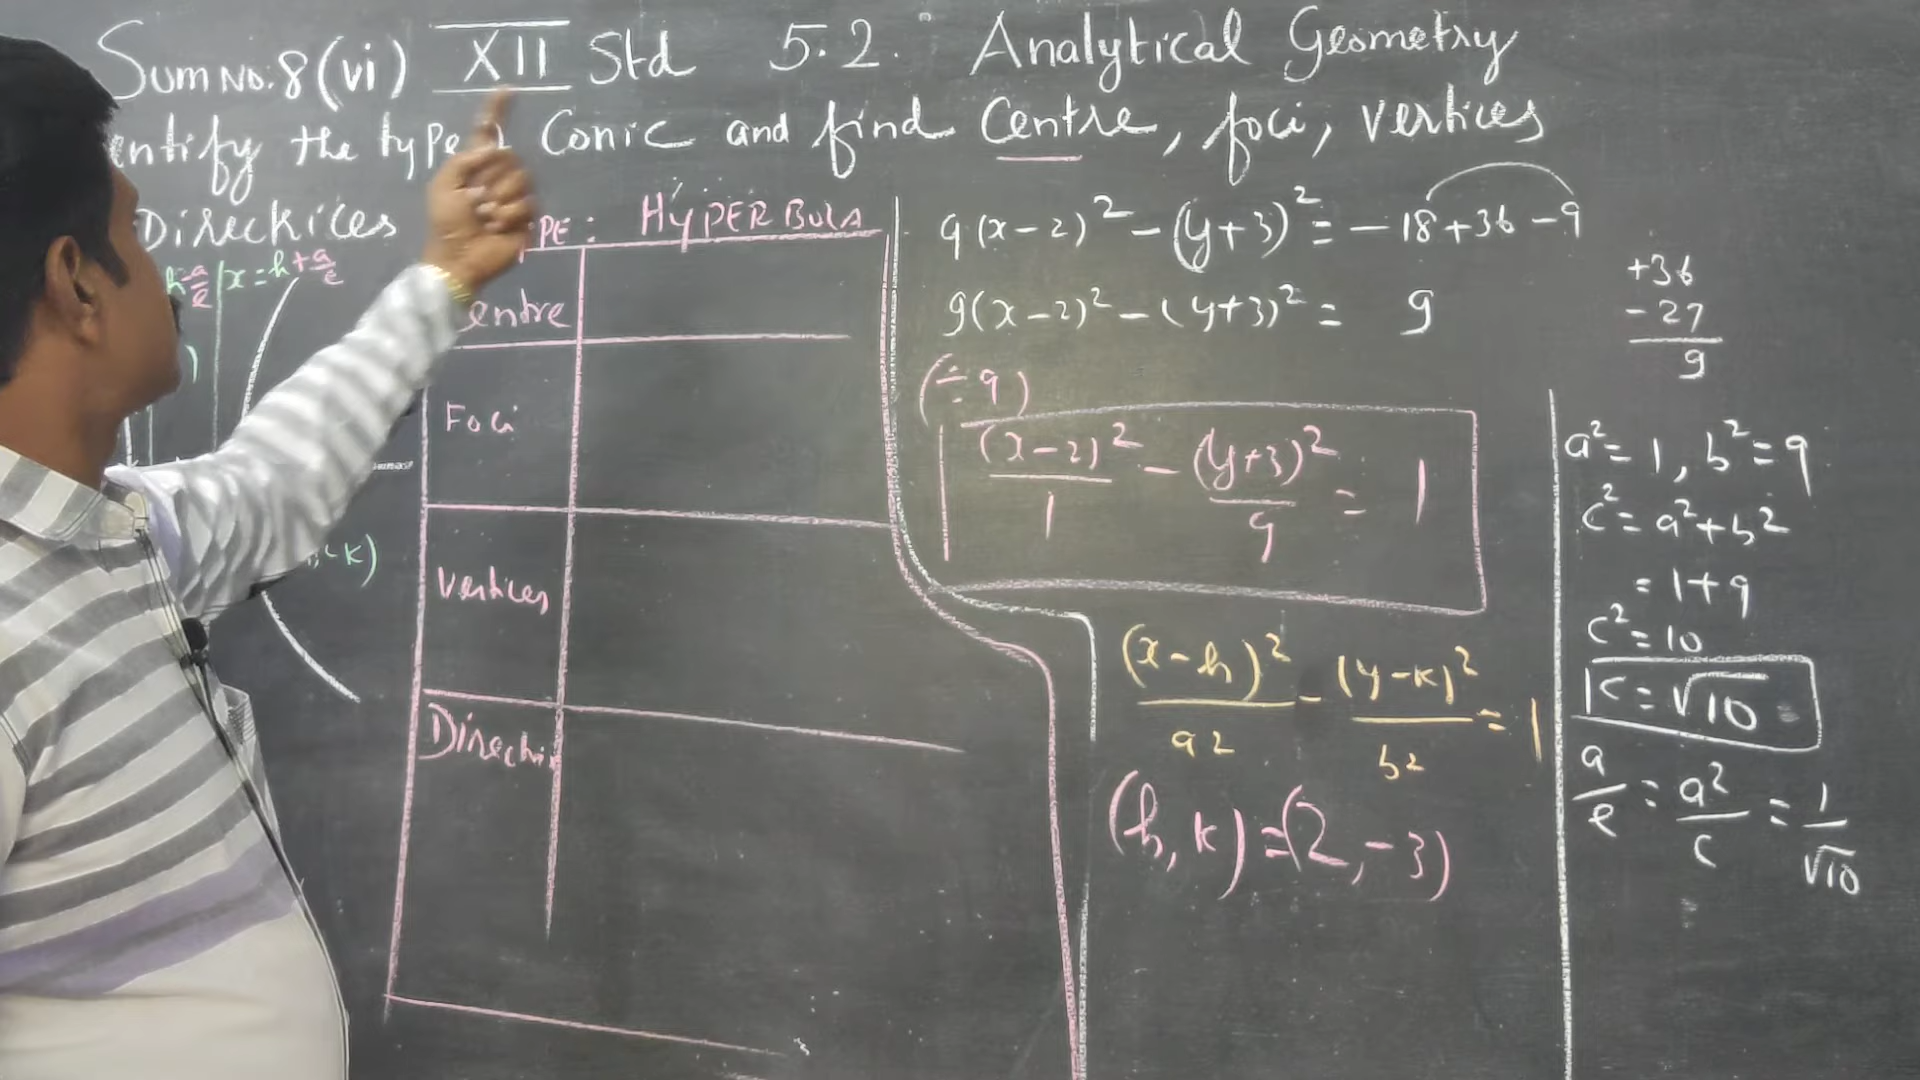 Sum No. 8 (vi) XII Std 5.2. Analytical Geometry
entify the type Conic and find Centre, foci, vertices
Directrices
TYPE : HYPERBOLA
h-a/e | x = h+a/e
entre
Foci
Vertices
Directri
, k)
9(x-2)² - (y+3)² = -18+36-9
9(x-2)² - (y+3)² = 9
(÷ 9)
(x-2)²/1 - (y+3)²/9 = 1
(x-h)²/a2 - (y-k)²/b2 = 1
(h, k) = (2, -3)
+36
-27
9
a² = 1, b² = 9
c² = a² + b²
= 1+9
c² = 10
c = √10
a/e = a²/c = 1/√10